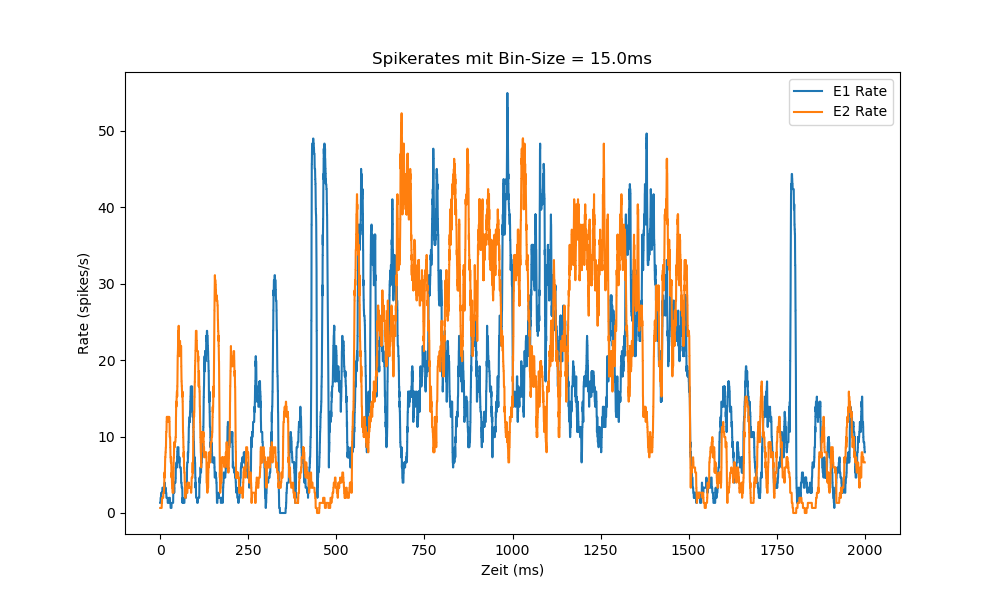 Spikerates mit Bin-Size = 15.0ms
E1 Rate
E2 Rate
Rate (spikes/s)
50
40
30
20
10
0
0 250 500 750 1000 1250 1500 1750 2000
Zeit (ms)